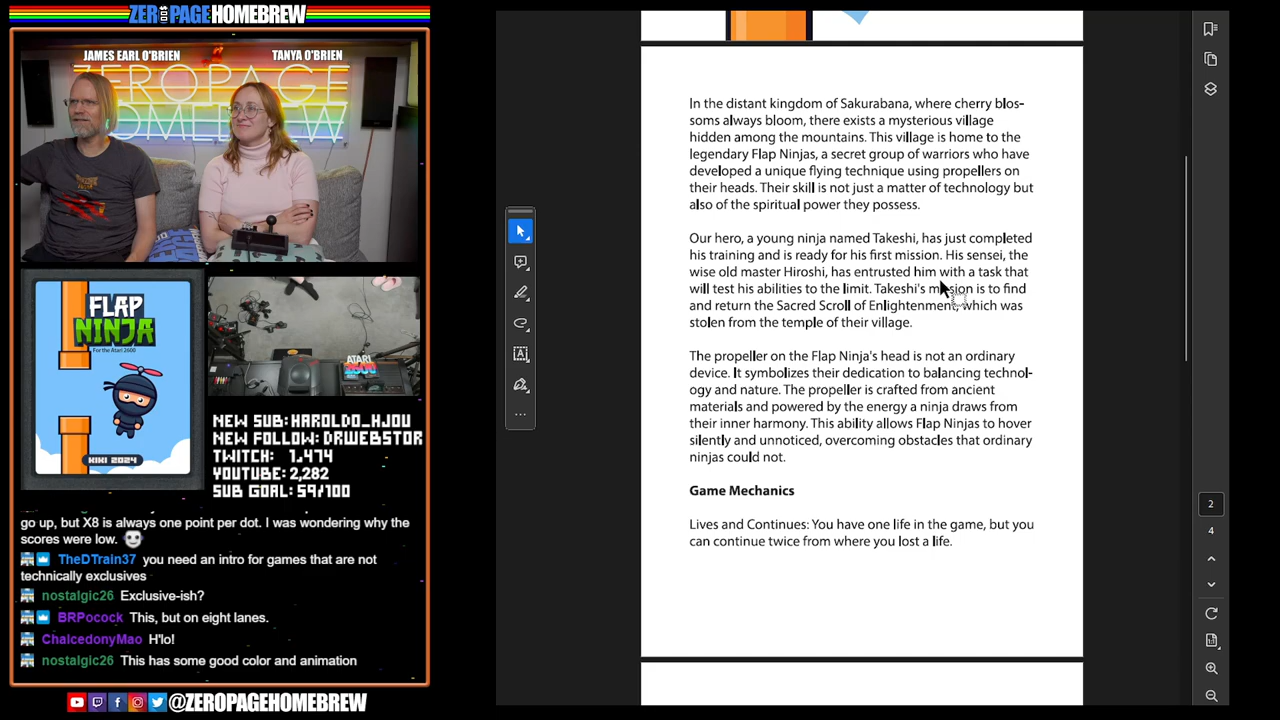 ZEROPAGE HOMEBREW
JAMES EARL O'BRIEN
TANYA O'BRIEN
ZEROPAGE
HOMEBREW
FLAP
NINJA
For the Atari 2600
KIKI 2024
ATARI
2600
NEW SUB: HAROLDO_HJOU
NEW FOLLOW: DRWEBSTOR
TWITCH: 1,474
YOUTUBE: 2,282
SUB GOAL: 59/100
go up, but X8 is always one point per dot. I was wondering why the
scores were low.
TheDTrain37 you need an intro for games that are not
technically exclusives
nostalgic26 Exclusive-ish?
BRPocock This, but on eight lanes.
ChalcedonyMao H'lo!
nostalgic26 This has some good color and animation
@ZEROPAGEHOMEBREW
In the distant kingdom of Sakurabana, where cherry blos-
soms always bloom, there exists a mysterious village
hidden among the mountains. This village is home to the
legendary Flap Ninjas, a secret group of warriors who have
developed a unique flying technique using propellers on
their heads. Their skill is not just a matter of technology but
also of the spiritual power they possess.
Our hero, a young ninja named Takeshi, has just completed
his training and is ready for his first mission. His sensei, the
wise old master Hiroshi, has entrusted him with a task that
will test his abilities to the limit. Takeshi's mission is to find
and return the Sacred Scroll of Enlightenment, which was
stolen from the temple of their village.
The propeller on the Flap Ninja's head is not an ordinary
device. It symbolizes their dedication to balancing technol-
ogy and nature. The propeller is crafted from ancient
materials and powered by the energy a ninja draws from
their inner harmony. This ability allows Flap Ninjas to hover
silently and unnoticed, overcoming obstacles that ordinary
ninjas could not.
Game Mechanics
Lives and Continues: You have one life in the game, but you
can continue twice from where you lost a life.
2
4